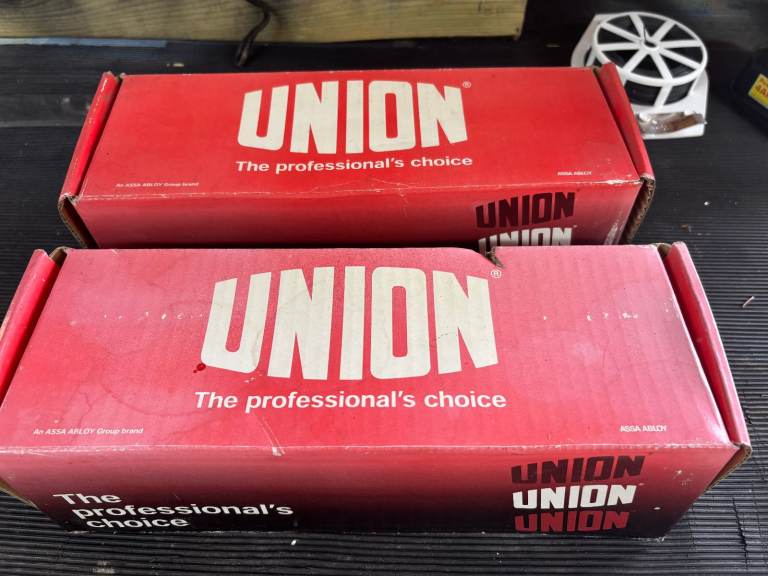 UNION®
The professional's choice
An ASSA ABLOY Group brand
ASSA ABLOY
UNION
UNION
UNION®
The professional's choice
An ASSA ABLOY Group brand
ASSA ABLOY
The
professional's
choice
UNION
UNION
UNION